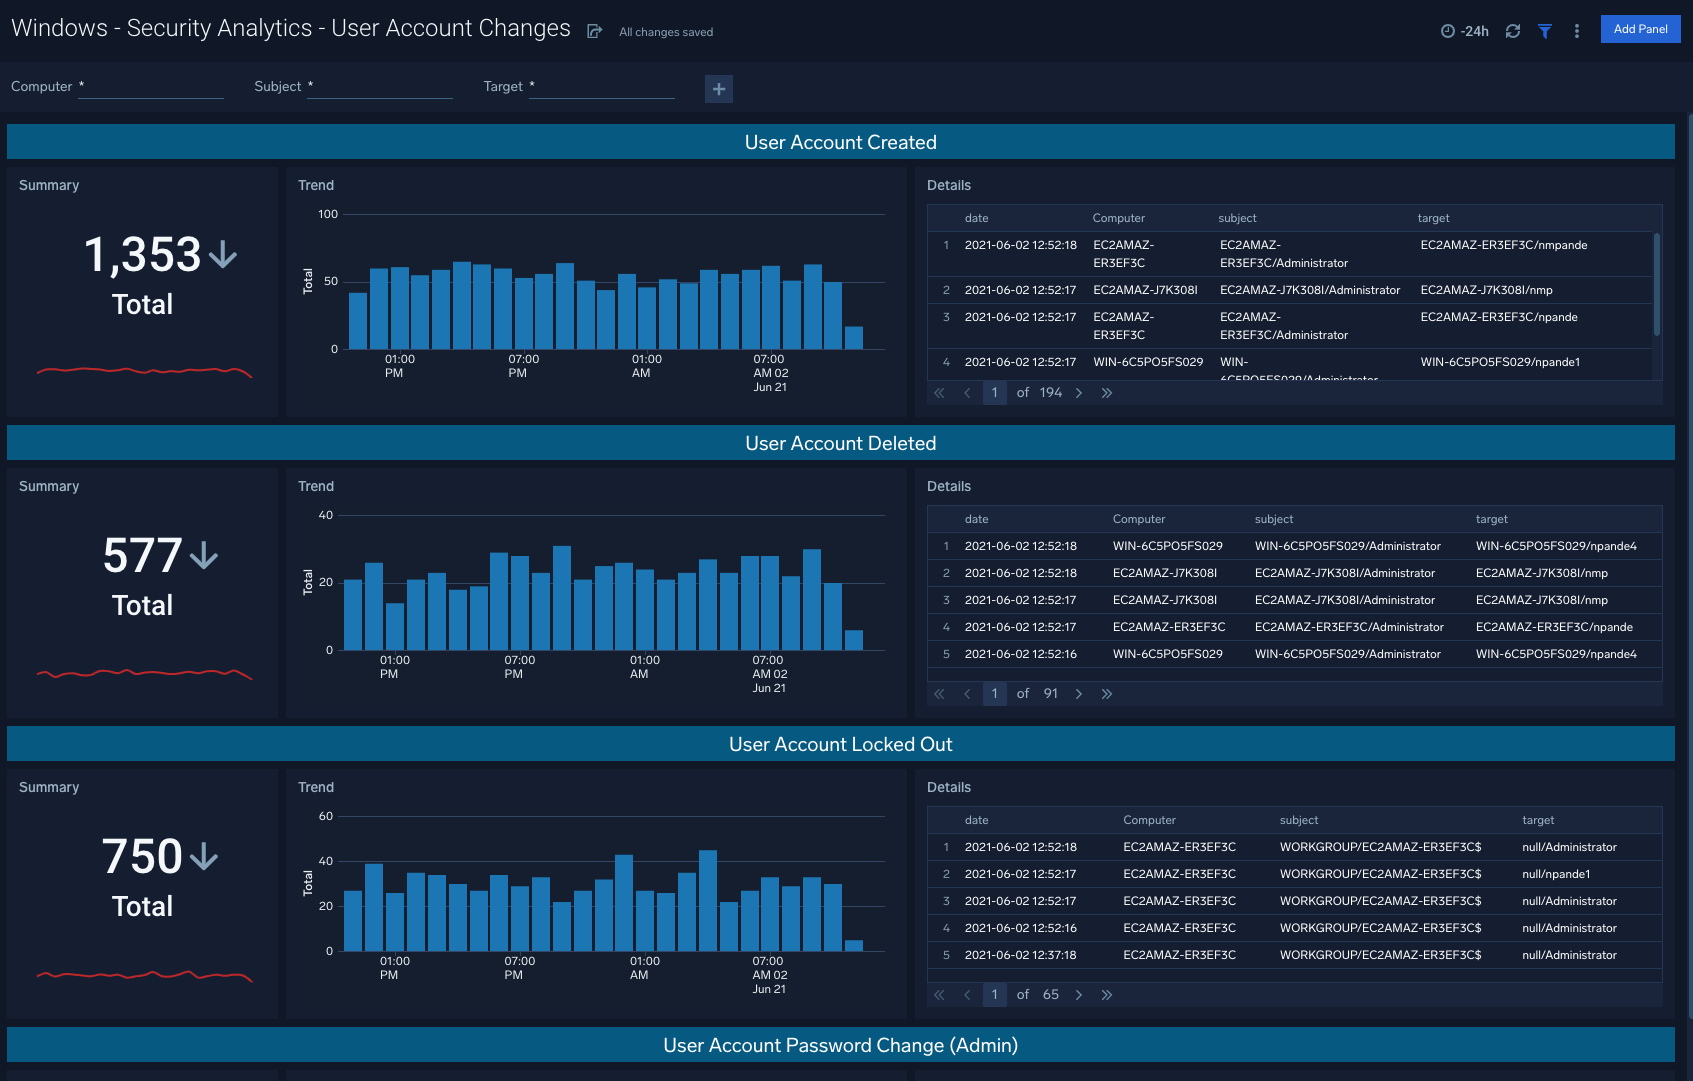 Windows - Security Analytics - User Account Changes
All changes saved
-24h
Add Panel
Computer *
Subject *
Target *
+
User Account Created
Summary
1,353
Total
Trend
100
50
0
Total
01:00 PM
07:00 PM
01:00 AM
07:00 AM 02 Jun 21
Details
date Computer subject target
1 2021-06-02 12:52:18 EC2AMAZ- EC2AMAZ- EC2AMAZ-ER3EF3C/nmpande
ER3EF3C ER3EF3C/Administrator
2 2021-06-02 12:52:17 EC2AMAZ-J7K308I EC2AMAZ-J7K308I/Administrator EC2AMAZ-J7K308I/nmp
3 2021-06-02 12:52:17 EC2AMAZ- EC2AMAZ- EC2AMAZ-ER3EF3C/npande
ER3EF3C ER3EF3C/Administrator
4 2021-06-02 12:52:17 WIN-6C5PO5FS029 WIN- WIN-6C5PO5FS029/npande1
6C5PO5FS029/Administrator
1 of 194
User Account Deleted
Summary
577
Total
Trend
40
20
0
Total
01:00 PM
07:00 PM
01:00 AM
07:00 AM 02 Jun 21
Details
date Computer subject target
1 2021-06-02 12:52:18 WIN-6C5PO5FS029 WIN-6C5PO5FS029/Administrator WIN-6C5PO5FS029/npande4
2 2021-06-02 12:52:18 EC2AMAZ-J7K308I EC2AMAZ-J7K308I/Administrator EC2AMAZ-J7K308I/nmp
3 2021-06-02 12:52:17 EC2AMAZ-J7K308I EC2AMAZ-J7K308I/Administrator EC2AMAZ-J7K308I/nmp
4 2021-06-02 12:52:17 EC2AMAZ-ER3EF3C EC2AMAZ-ER3EF3C/Administrator EC2AMAZ-ER3EF3C/npande
5 2021-06-02 12:52:16 WIN-6C5PO5FS029 WIN-6C5PO5FS029/Administrator WIN-6C5PO5FS029/npande4
1 of 91
User Account Locked Out
Summary
750
Total
Trend
60
40
20
0
Total
01:00 PM
07:00 PM
01:00 AM
07:00 AM 02 Jun 21
Details
date Computer subject target
1 2021-06-02 12:52:18 EC2AMAZ-ER3EF3C WORKGROUP/EC2AMAZ-ER3EF3C$ null/Administrator
2 2021-06-02 12:52:17 EC2AMAZ-ER3EF3C WORKGROUP/EC2AMAZ-ER3EF3C$ null/npande1
3 2021-06-02 12:52:17 EC2AMAZ-ER3EF3C WORKGROUP/EC2AMAZ-ER3EF3C$ null/Administrator
4 2021-06-02 12:52:16 EC2AMAZ-ER3EF3C WORKGROUP/EC2AMAZ-ER3EF3C$ null/Administrator
5 2021-06-02 12:37:18 EC2AMAZ-ER3EF3C WORKGROUP/EC2AMAZ-ER3EF3C$ null/Administrator
1 of 65
User Account Password Change (Admin)